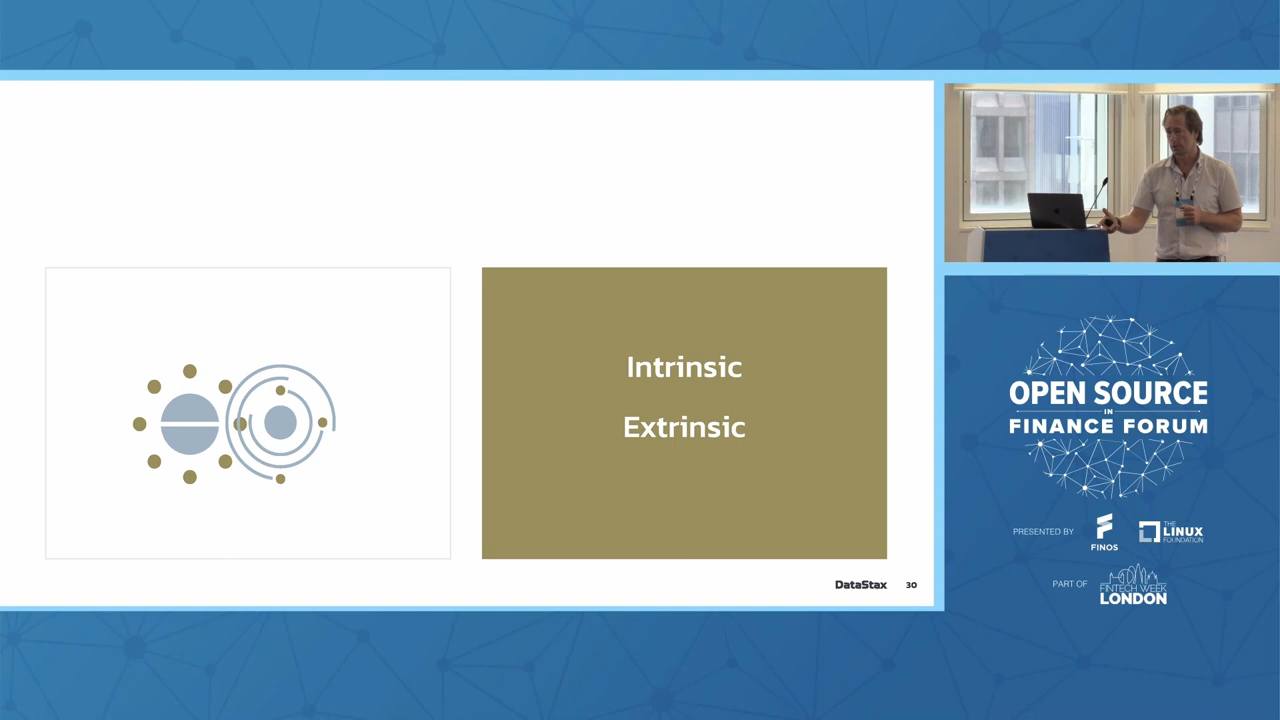 Intrinsic
Extrinsic
DataStax 30
OPEN SOURCE
IN
FINANCE FORUM
PRESENTED BY
FINOS
THE
LINUX
FOUNDATION
PART OF
FINTECH WEEK
LONDON